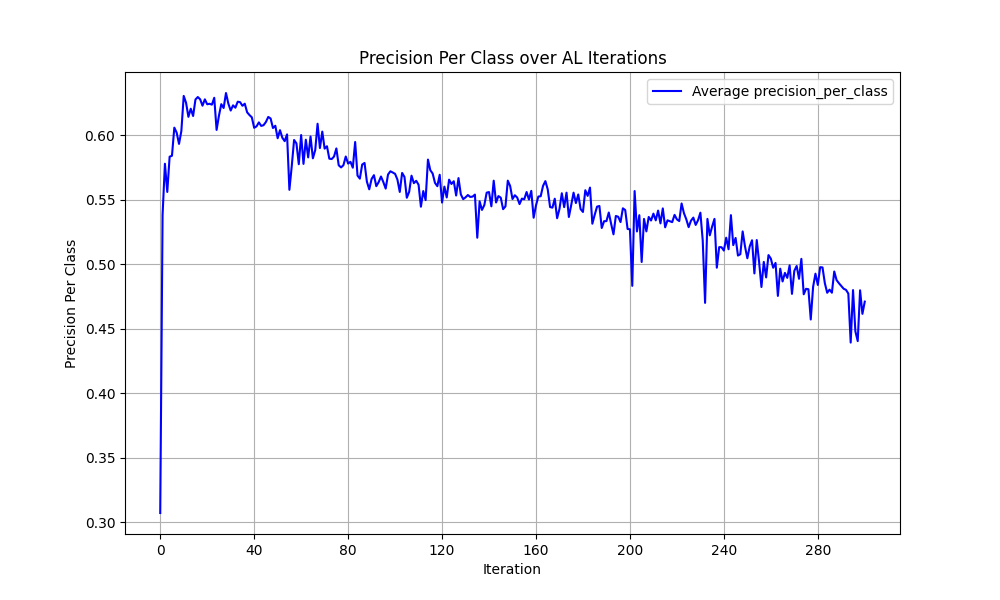 Precision Per Class over AL Iterations
Average precision_per_class
Precision Per Class
0.60
0.55
0.50
0.45
0.40
0.35
0.30
0 40 80 120 160 200 240 280
Iteration